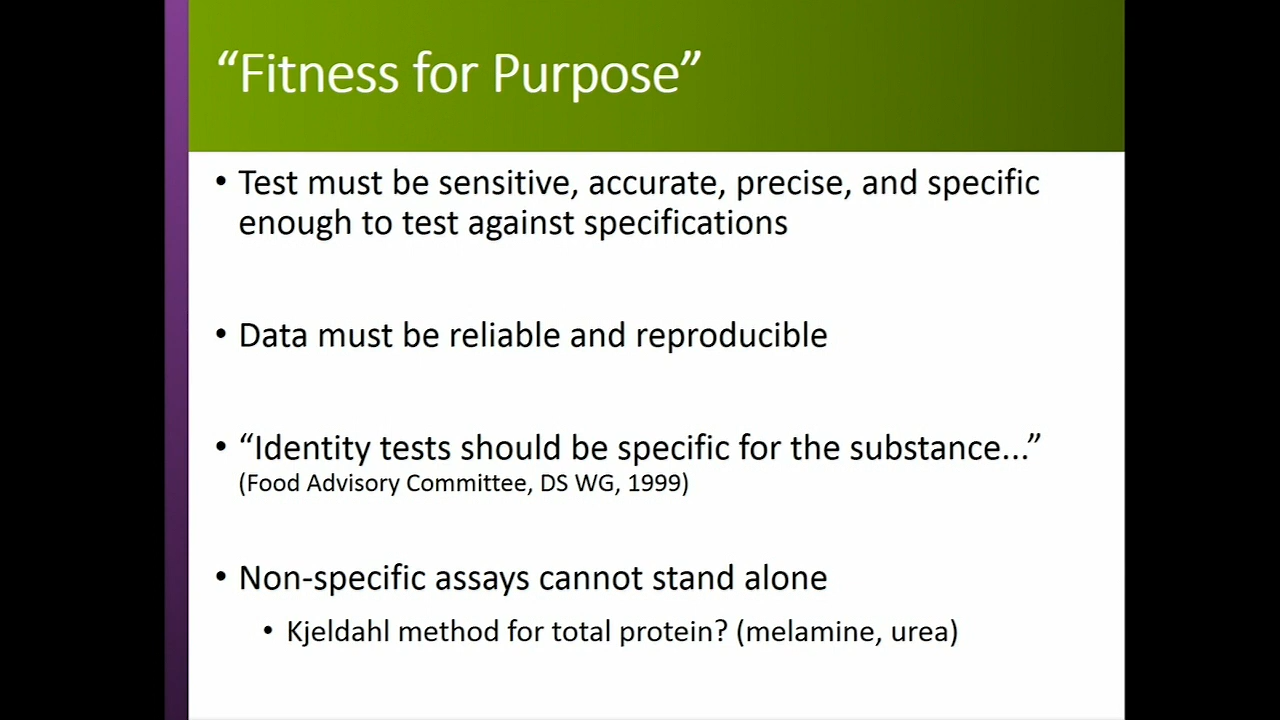 “Fitness for Purpose”
• Test must be sensitive, accurate, precise, and specific
enough to test against specifications
• Data must be reliable and reproducible
• “Identity tests should be specific for the substance...”
(Food Advisory Committee, DS WG, 1999)
• Non-specific assays cannot stand alone
• Kjeldahl method for total protein? (melamine, urea)